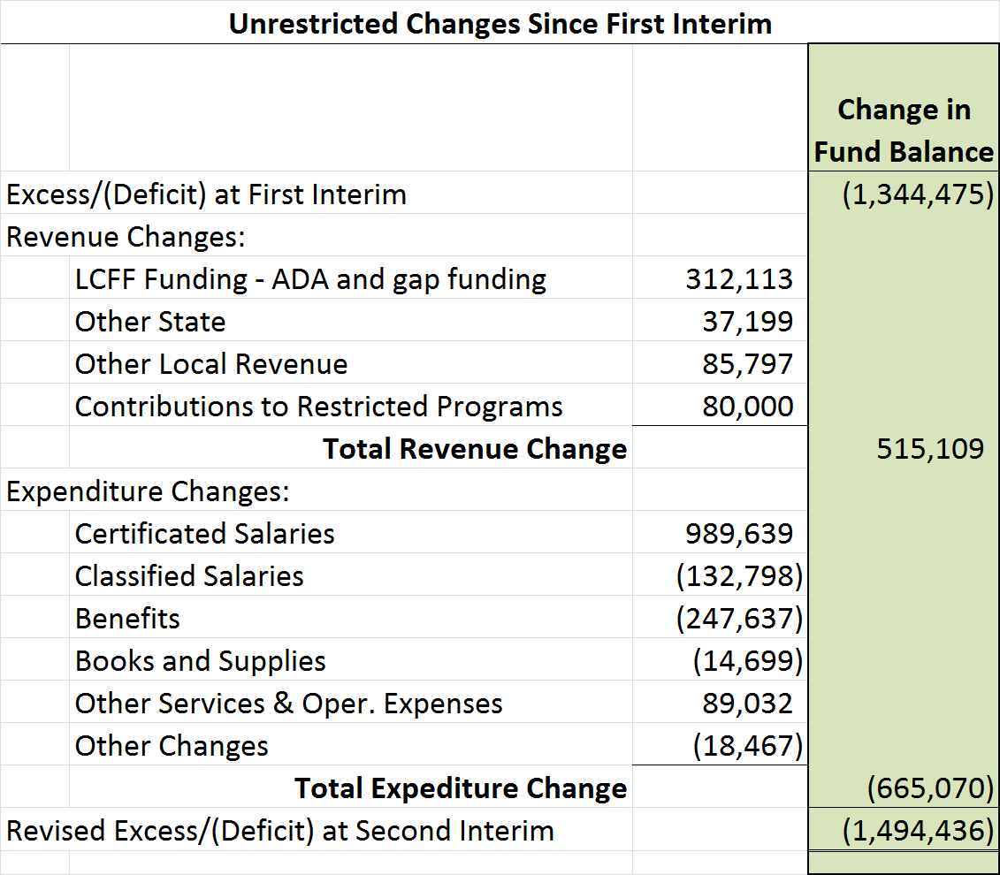 Unrestricted Changes Since First Interim
Change in
Fund Balance
Excess/(Deficit) at First Interim (1,344,475)
Revenue Changes:
LCFF Funding - ADA and gap funding 312,113
Other State 37,199
Other Local Revenue 85,797
Contributions to Restricted Programs 80,000
Total Revenue Change 515,109
Expenditure Changes:
Certificated Salaries 989,639
Classified Salaries (132,798)
Benefits (247,637)
Books and Supplies (14,699)
Other Services & Oper. Expenses 89,032
Other Changes (18,467)
Total Expediture Change (665,070)
Revised Excess/(Deficit) at Second Interim (1,494,436)